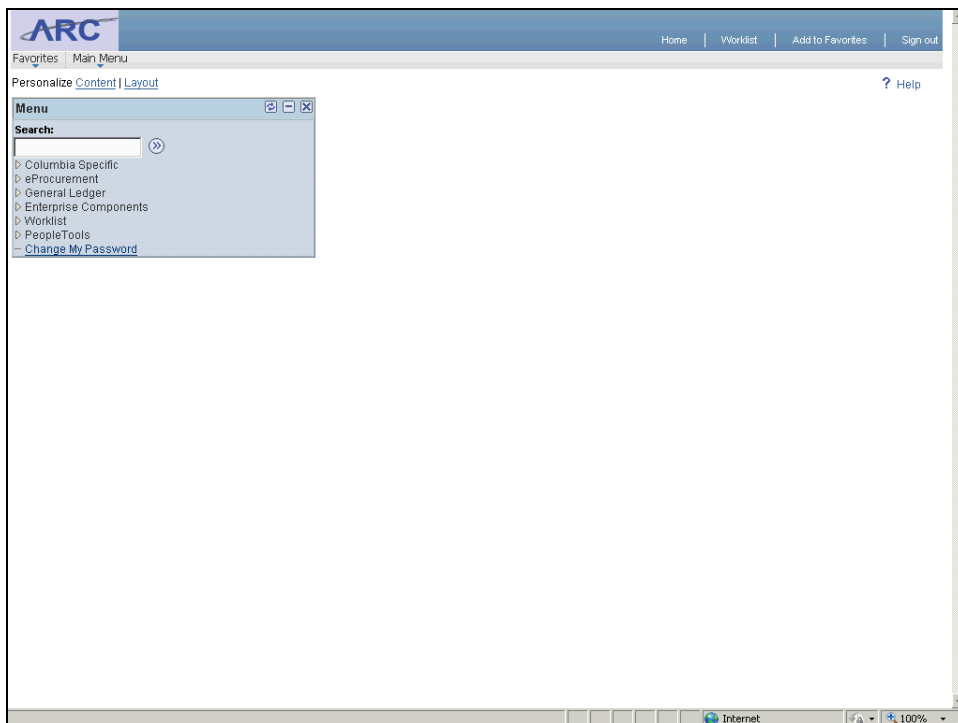 ARC
Home | Worklist | Add to Favorites | Sign out
Favorites Main Menu
Personalize Content | Layout
? Help
Menu
Search:
Columbia Specific
eProcurement
General Ledger
Enterprise Components
Worklist
PeopleTools
Change My Password
Internet 100%